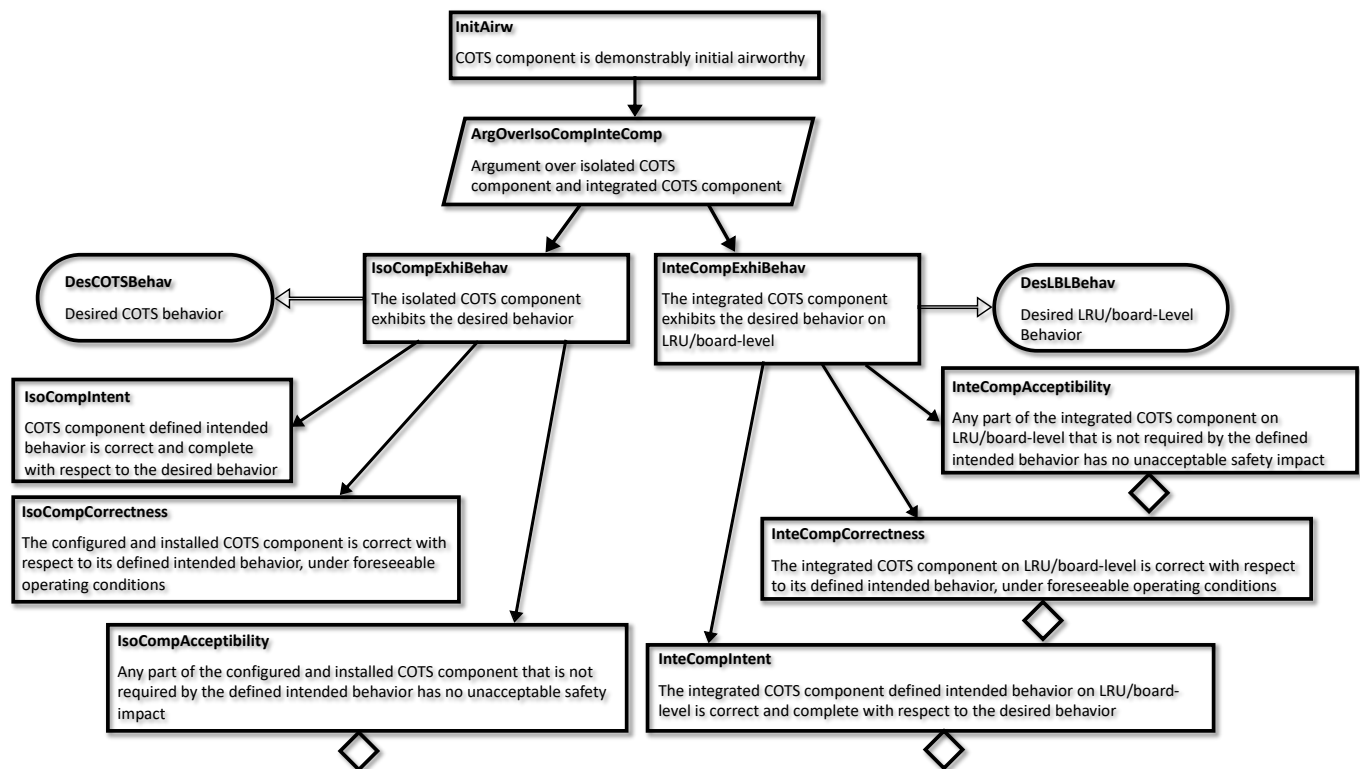 InitAirw
COTS component is demonstrably initial airworthy
ArgOverIsoCompInteComp
Argument over isolated COTS
component and integrated COTS component
DesCOTSBehav
Desired COTS behavior
IsoCompExhiBehav
The isolated COTS component
exhibits the desired behavior
InteCompExhiBehav
The integrated COTS component
exhibits the desired behavior on
LRU/board-level
DesLBLBehav
Desired LRU/board-Level
Behavior
IsoCompIntent
COTS component defined intended
behavior is correct and complete
with respect to the desired behavior
InteCompAcceptibility
Any part of the integrated COTS component on
LRU/board-level that is not required by the defined
intended behavior has no unacceptable safety impact
IsoCompCorrectness
The configured and installed COTS component is correct with
respect to its defined intended behavior, under foreseeable
operating conditions
InteCompCorrectness
The integrated COTS component on LRU/board-level is correct with respect
to its defined intended behavior, under foreseeable operating conditions
IsoCompAcceptibility
Any part of the configured and installed COTS component that is not
required by the defined intended behavior has no unacceptable safety
impact
InteCompIntent
The integrated COTS component defined intended behavior on LRU/board-
level is correct and complete with respect to the desired behavior